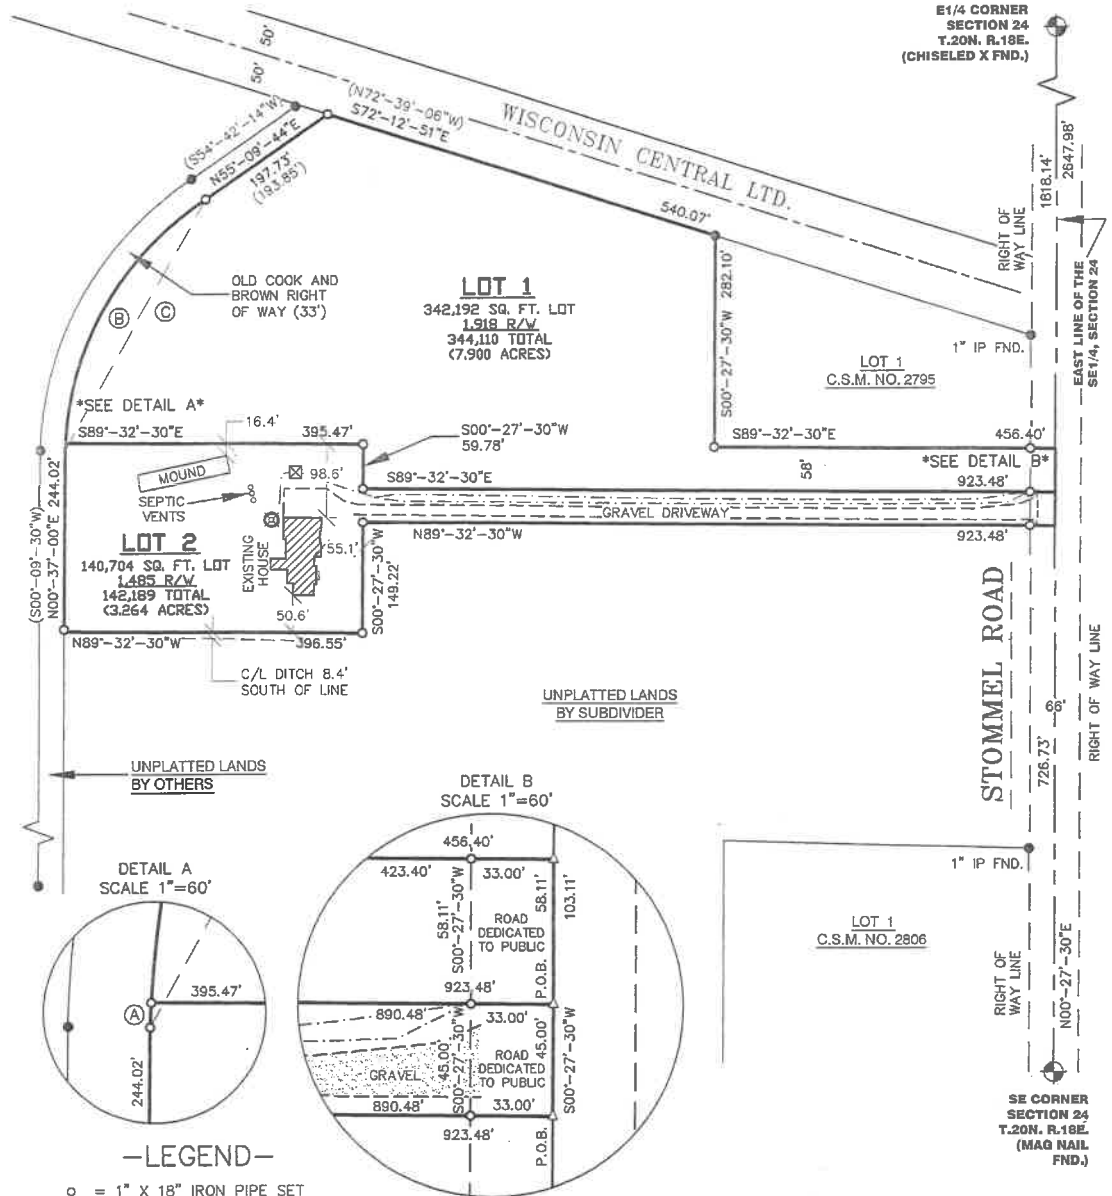 E1/4 CORNER
SECTION 24
T.20N. R.18E.
(CHISELED X FND.)
50'
50'
(N72°-39'-06"W)
S72°-12'-51"E
WISCONSIN CENTRAL LTD.
540.07'
(S54°-42'-14"W)
N55°-09'-44"E
197.73'
(193.85')
1818.14'
2647.98'
RIGHT OF
WAY LINE
EAST LINE OF THE
SE1/4, SECTION 24
OLD COOK AND
BROWN RIGHT
OF WAY (33')
B
C
LOT 1
342,192 SQ. FT. LOT
1,918 R/W
344,110 TOTAL
(7.900 ACRES)
S00°-27'-30"W 282.10'
1" IP FND.
LOT 1
C.S.M. NO. 2795
*SEE DETAIL A*
16.4'
S89°-32'-30"E
395.47'
S00°-27'-30"W
59.78'
S89°-32'-30"E
456.40'
58'
*SEE DETAIL B*
MOUND
98.6'
S89°-32'-30"E
923.48'
SEPTIC
VENTS
GRAVEL DRIVEWAY
N89°-32'-30"W
923.48'
(S00°-09'-30"W)
N00°-37'-00"E 244.02'
LOT 2
140,704 SQ. FT. LOT
1,485 R/W
142,189 TOTAL
(3.264 ACRES)
EXISTING
HOUSE
55.1'
50.6'
S00°-27'-30"W
149.22'
N89°-32'-30"W
396.55'
C/L DITCH 8.4'
SOUTH OF LINE
UNPLATTED LANDS
BY SUBDIVIDER
STOMMEL ROAD
66'
726.73'
RIGHT OF WAY LINE
UNPLATTED LANDS
BY OTHERS
DETAIL B
SCALE 1"=60'
456.40'
423.40'
33.00'
58.11'
S00°-27'-30"W
ROAD
DEDICATED
TO PUBLIC
58.11'
103.11'
P.O.B.
923.48'
890.48'
33.00'
45.00'
S00°-27'-30"W
ROAD
DEDICATED
TO PUBLIC
45.00'
S00°-27'-30"W
GRAVEL
890.48'
33.00'
923.48'
P.O.B.
DETAIL A
SCALE 1"=60'
395.47'
A
244.02'
1" IP FND.
LOT 1
C.S.M. NO. 2806
RIGHT OF
WAY LINE
N00°-27'-30"E
SE CORNER
SECTION 24
T.20N. R.18E.
(MAG NAIL
FND.)
-LEGEND-
o = 1" X 18" IRON PIPE SET